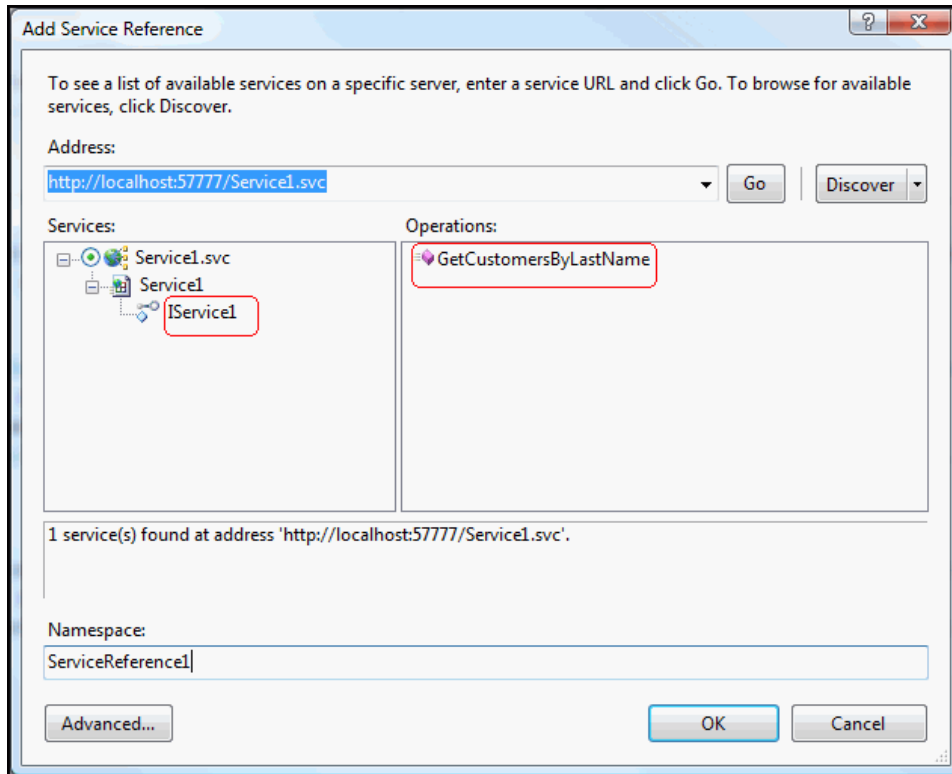 Add Service Reference
To see a list of available services on a specific server, enter a service URL and click Go. To browse for available
services, click Discover.
Address:
http://localhost:57777/Service1.svc
Go
Discover
Services:
Operations:
Service1.svc
Service1
IService1
GetCustomersByLastName
1 service(s) found at address 'http://localhost:57777/Service1.svc'.
Namespace:
ServiceReference1
Advanced...
OK
Cancel